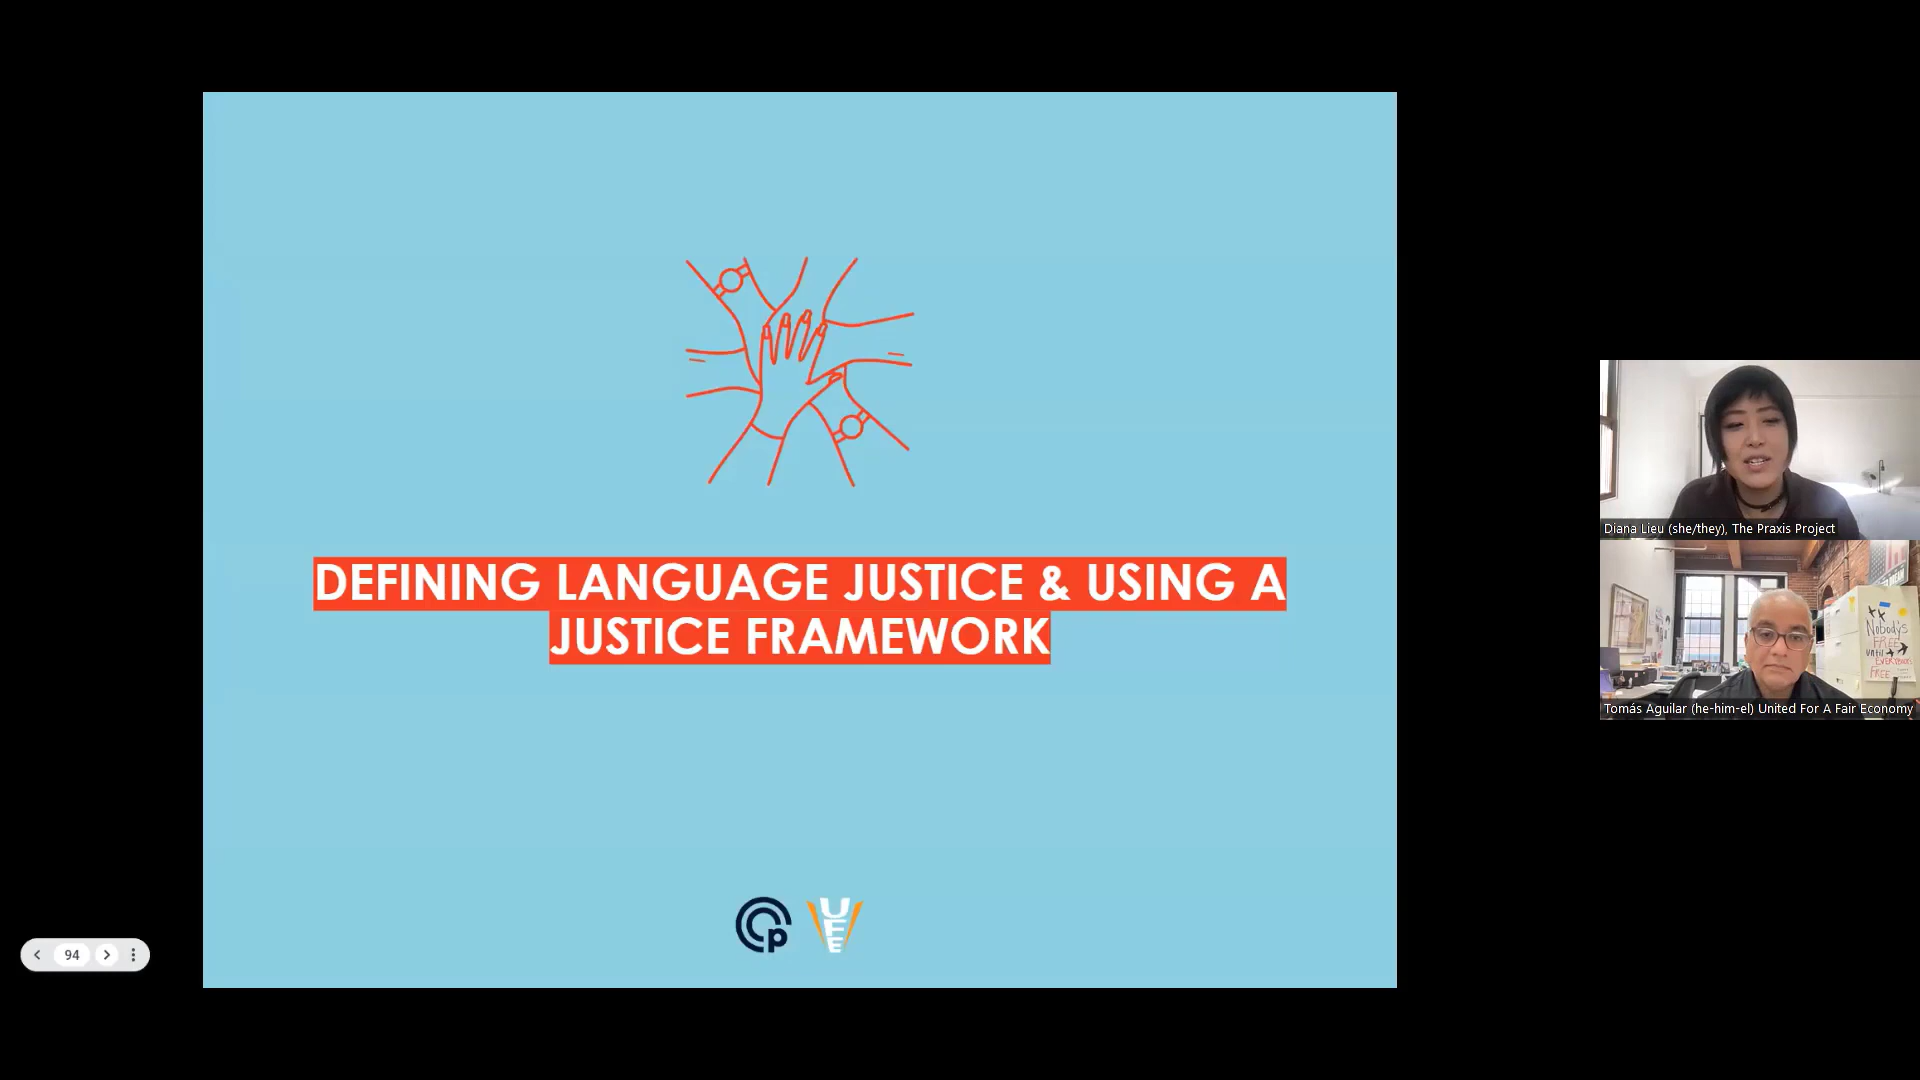 DEFINING LANGUAGE JUSTICE & USING A
JUSTICE FRAMEWORK
p
UFE
94
Diana Lieu (she/they), The Praxis Project
Nobody's
FREE
until
EVERYBODY'S
FREE
Tomás Aguilar (he-him-el) United For A Fair Economy